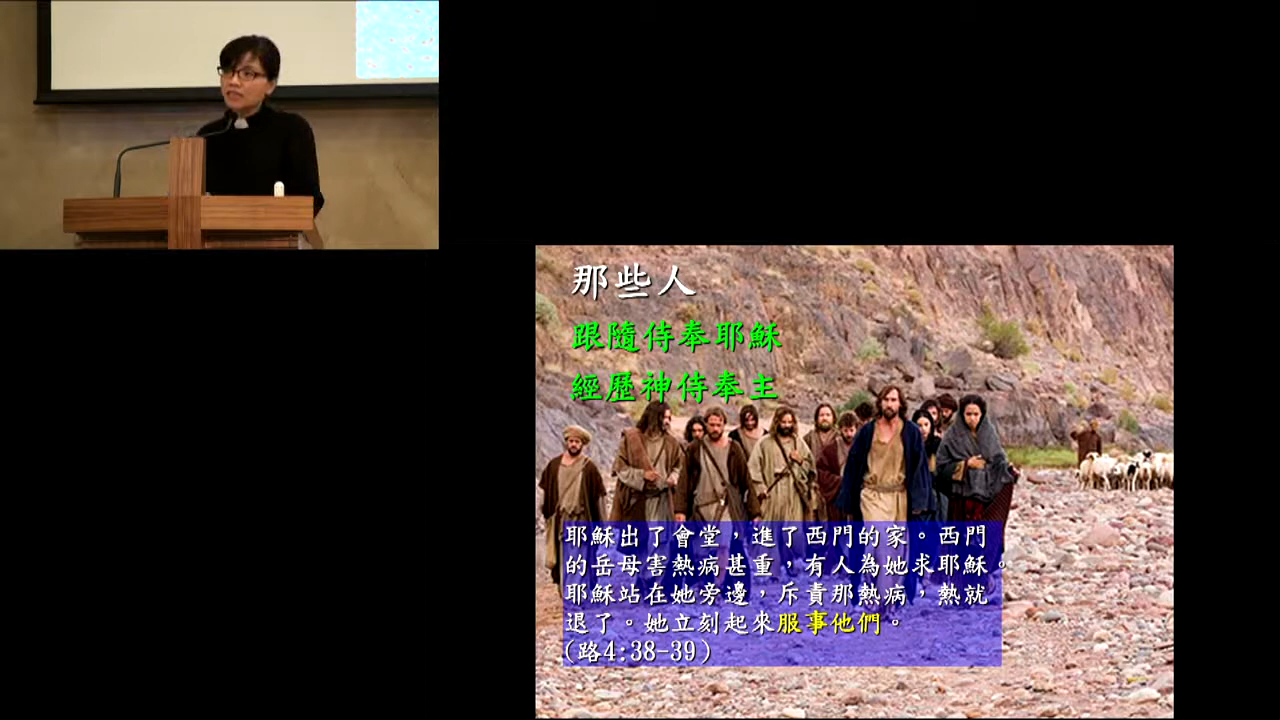 那些人
跟隨侍奉耶穌
經歷神侍奉主
耶穌出了會堂，進了西門的家。西門
的岳母害熱病甚重，有人為她求耶穌。
耶穌站在她旁邊，斥責那熱病，熱就
退了。她立刻起來服事他們。
(路4:38-39)